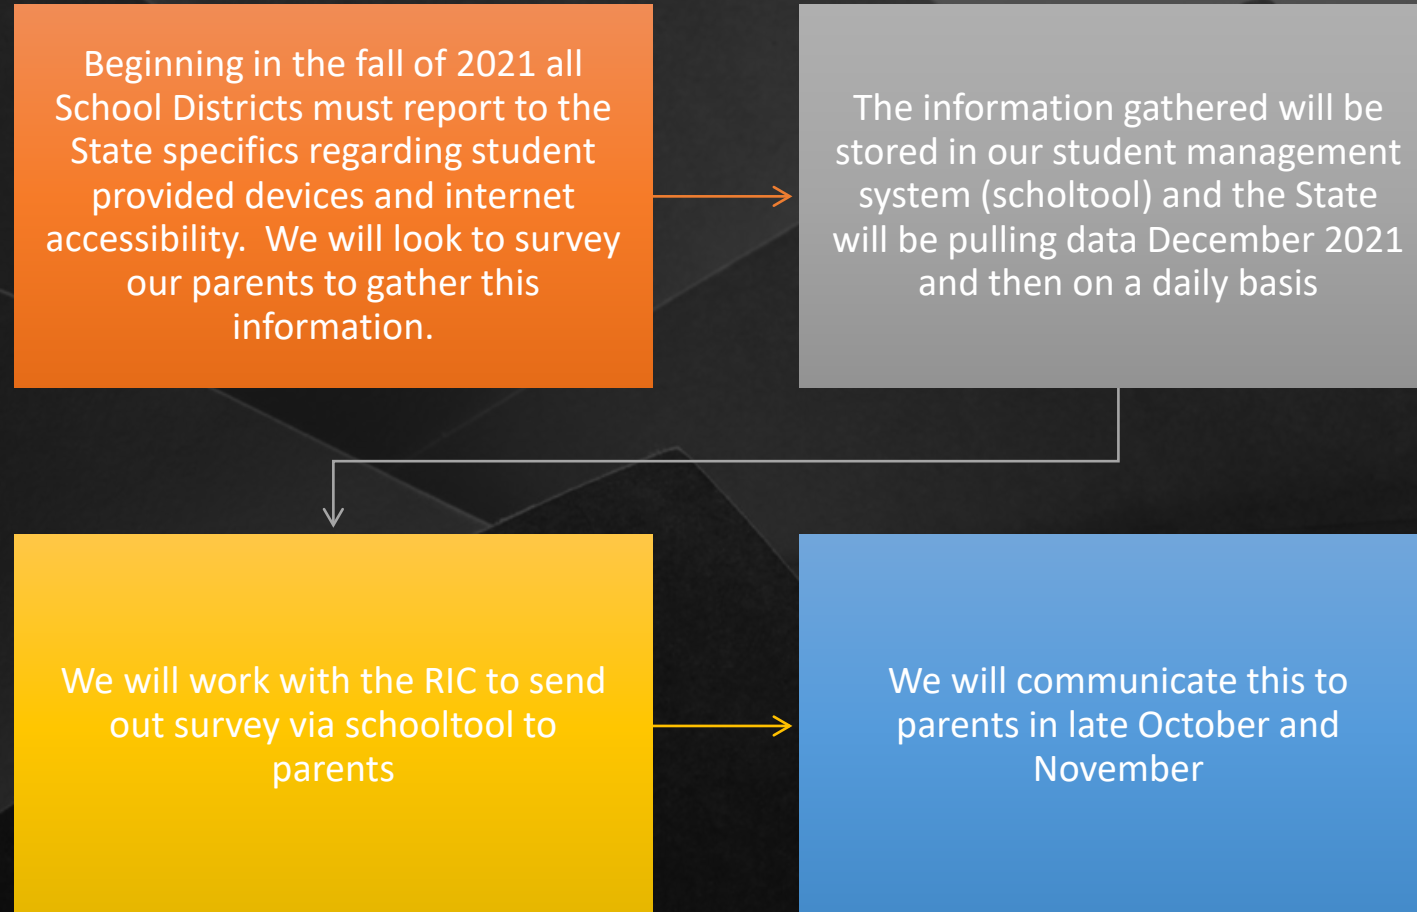 Beginning in the fall of 2021 all
School Districts must report to the
State specifics regarding student
provided devices and internet
accessibility.  We will look to survey
our parents to gather this
information.
The information gathered will be
stored in our student management
system (scholtool) and the State
will be pulling data December 2021
and then on a daily basis
We will work with the RIC to send
out survey via schooltool to
parents
We will communicate this to
parents in late October and
November